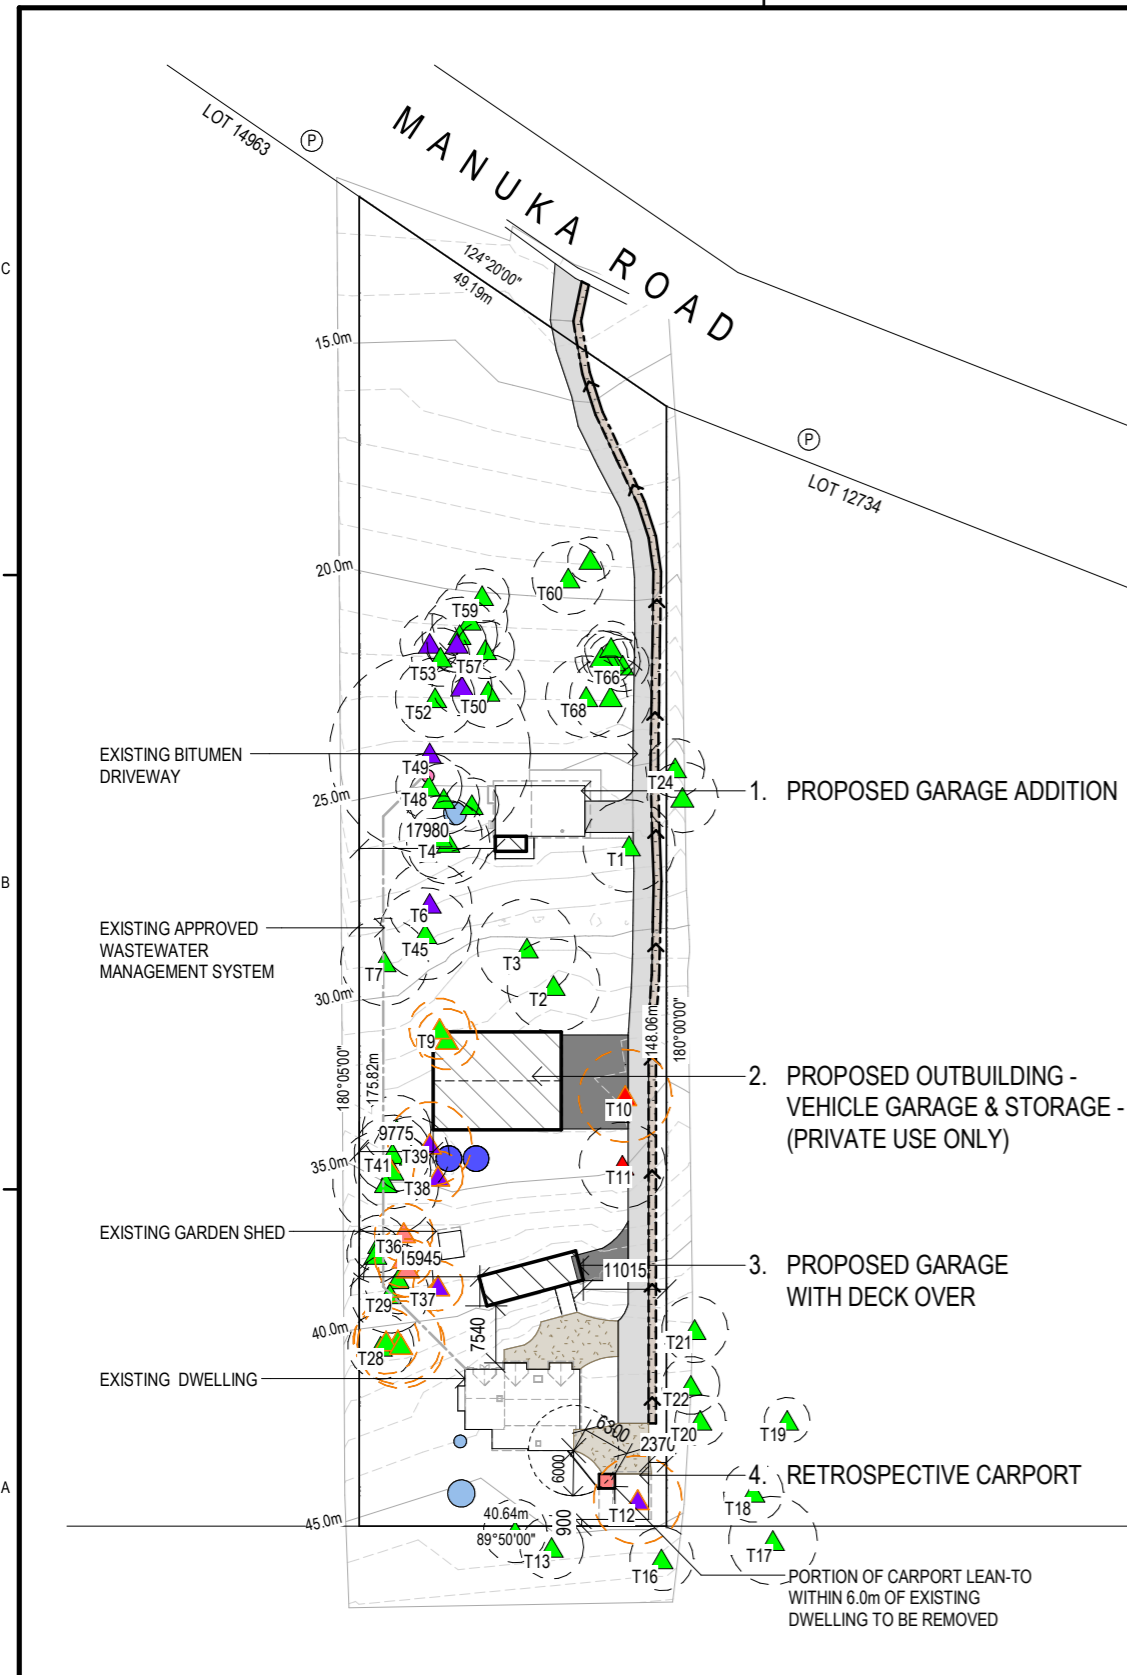 LOT 14963
P
MANUKA ROAD
C
124°20'00"
49.19m
15.0m
P
LOT 12734
20.0m
T60
T59
T53
T57
T66
T52
T50
T68
EXISTING BITUMEN
DRIVEWAY
T49
T24
25.0m
T48
1. PROPOSED GARAGE ADDITION
17980
T4
T1
B
T6
EXISTING APPROVED
WASTEWATER
MANAGEMENT SYSTEM
T45
T3
T7
T2
30.0m
148.06m
180°00'00"
T9
180°05'00"
175.82m
2. PROPOSED OUTBUILDING -
VEHICLE GARAGE & STORAGE -
(PRIVATE USE ONLY)
T10
9775
T39
T41
35.0m
T11
T38
EXISTING GARDEN SHED
T36
15945
11015
3. PROPOSED GARAGE
WITH DECK OVER
T37
T29
40.0m
7540
T21
T28
EXISTING DWELLING
T22
T20
T19
6300
2370
6000
4. RETROSPECTIVE CARPORT
A
T18
T12
40.64m
45.0m
900
89°50'00"
T13
T16
T17
PORTION OF CARPORT LEAN-TO
WITHIN 6.0m OF EXISTING
DWELLING TO BE REMOVED